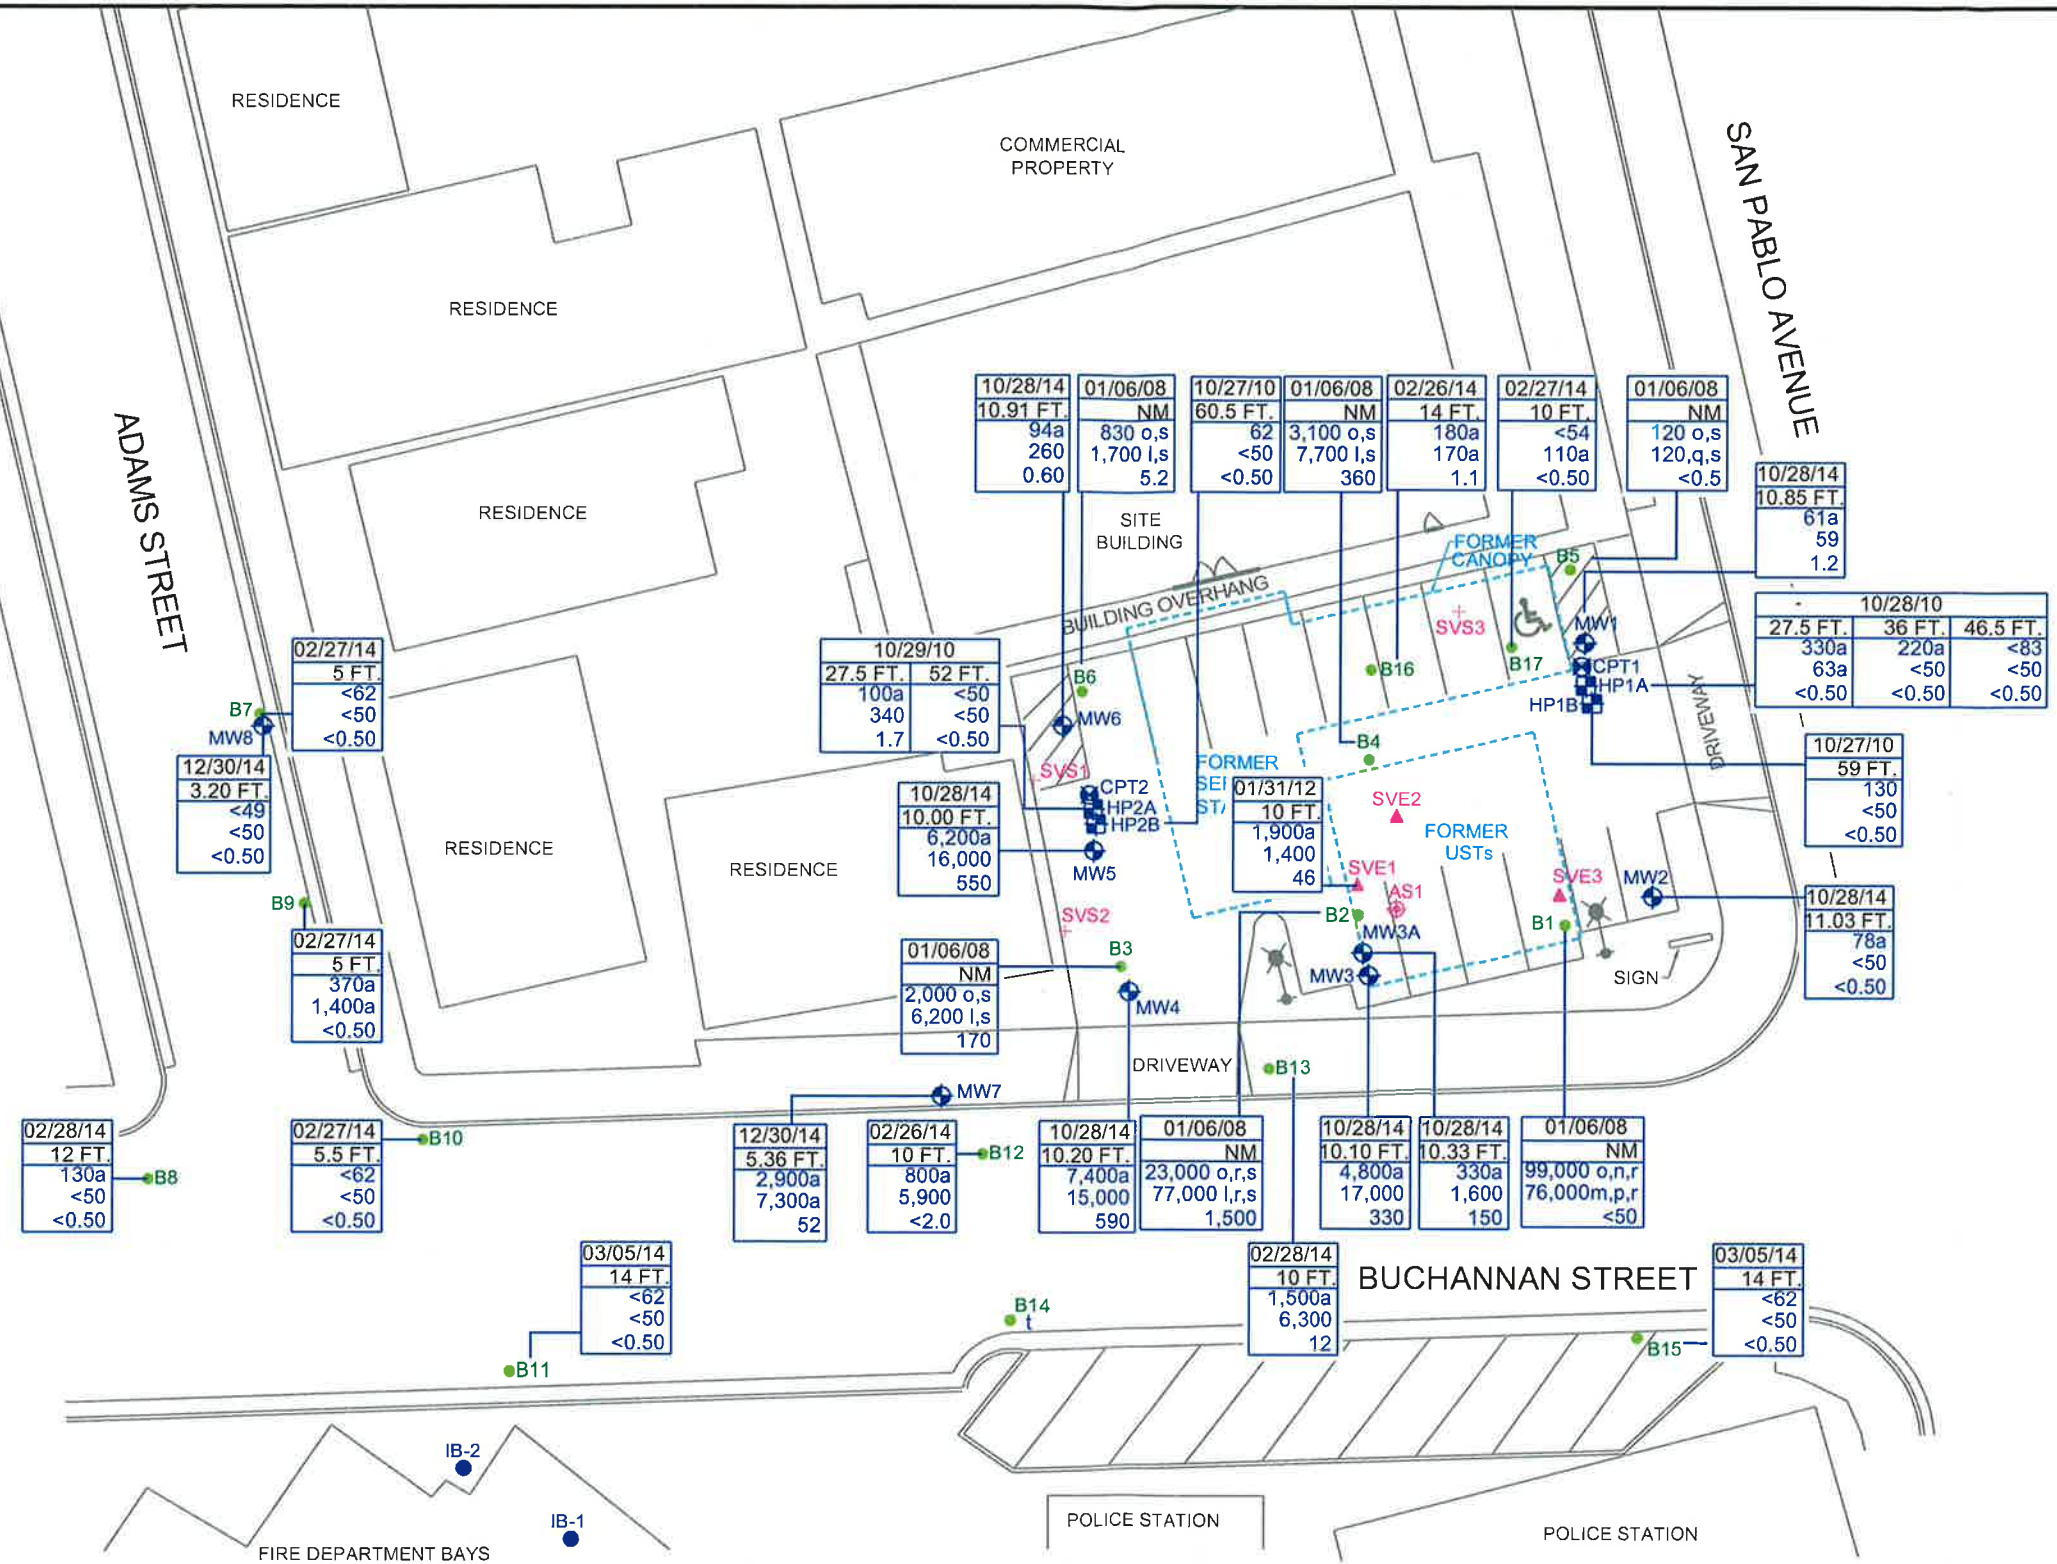 RESIDENCE
COMMERCIAL
PROPERTY
SAN PABLO AVENUE
RESIDENCE
ADAMS STREET
RESIDENCE
10/28/14
10.91 FT.
94a
260
0.60
01/06/08
NM
830 o,s
1,700 l,s
5.2
10/27/10
60.5 FT.
62
<50
<0.50
01/06/08
NM
3,100 o,s
7,700 l,s
360
02/26/14
14 FT.
180a
170a
1.1
02/27/14
10 FT.
<54
110a
<0.50
01/06/08
NM
120 o,s
120,q,s
<0.5
10/28/14
10.85 FT.
61a
59
1.2
SITE
BUILDING
FORMER
CANOPY
B5
BUILDING OVERHANG
SVS3
MW1
10/28/10
27.5 FT. 36 FT. 46.5 FT.
330a 220a <83
63a <50 <50
<0.50 <0.50 <0.50
B16
B17
CPT1
HP1A
HP1B
DRIVEWAY
02/27/14
5 FT.
<62
<50
<0.50
B7
MW8
12/30/14
3.20 FT.
<49
<50
<0.50
10/29/10
27.5 FT. 52 FT.
100a <50
340 <50
1.7 <0.50
B6
MW6
SVS1
CPT2
HP2A
HP2B
MW5
10/28/14
10.00 FT.
6,200a
16,000
550
FORMER
B4
01/31/12
10 FT.
1,900a
1,400
46
SVE2
FORMER
USTs
10/27/10
59 FT.
130
<50
<0.50
RESIDENCE
RESIDENCE
SVE1
AS1
SVE3
MW2
10/28/14
11.03 FT.
78a
<50
<0.50
B9
02/27/14
5 FT.
370a
1,400a
<0.50
SVS2
B3
01/06/08
NM
2,000 o,s
6,200 l,s
170
MW4
B2
MW3A
MW3
B1
SIGN
DRIVEWAY
B13
MW7
02/28/14
12 FT.
130a
<50
<0.50
B8
02/27/14
5.5 FT.
<62
<50
<0.50
B10
12/30/14
5.36 FT.
2,900a
7,300a
52
02/26/14
10 FT.
800a
5,900
<2.0
B12
10/28/14
10.20 FT.
7,400a
15,000
590
01/06/08
NM
23,000 o,r,s
77,000 l,r,s
1,500
10/28/14
10.10 FT.
4,800a
17,000
330
10/28/14
10.33 FT.
330a
1,600
150
01/06/08
NM
99,000 o,n,r
76,000m,p,r
<50
03/05/14
14 FT.
<62
<50
<0.50
B11
B14
t
02/28/14
10 FT.
1,500a
6,300
12
BUCHANNAN STREET
03/05/14
14 FT.
<62
<50
<0.50
B15
IB-2
IB-1
FIRE DEPARTMENT BAYS
POLICE STATION
POLICE STATION